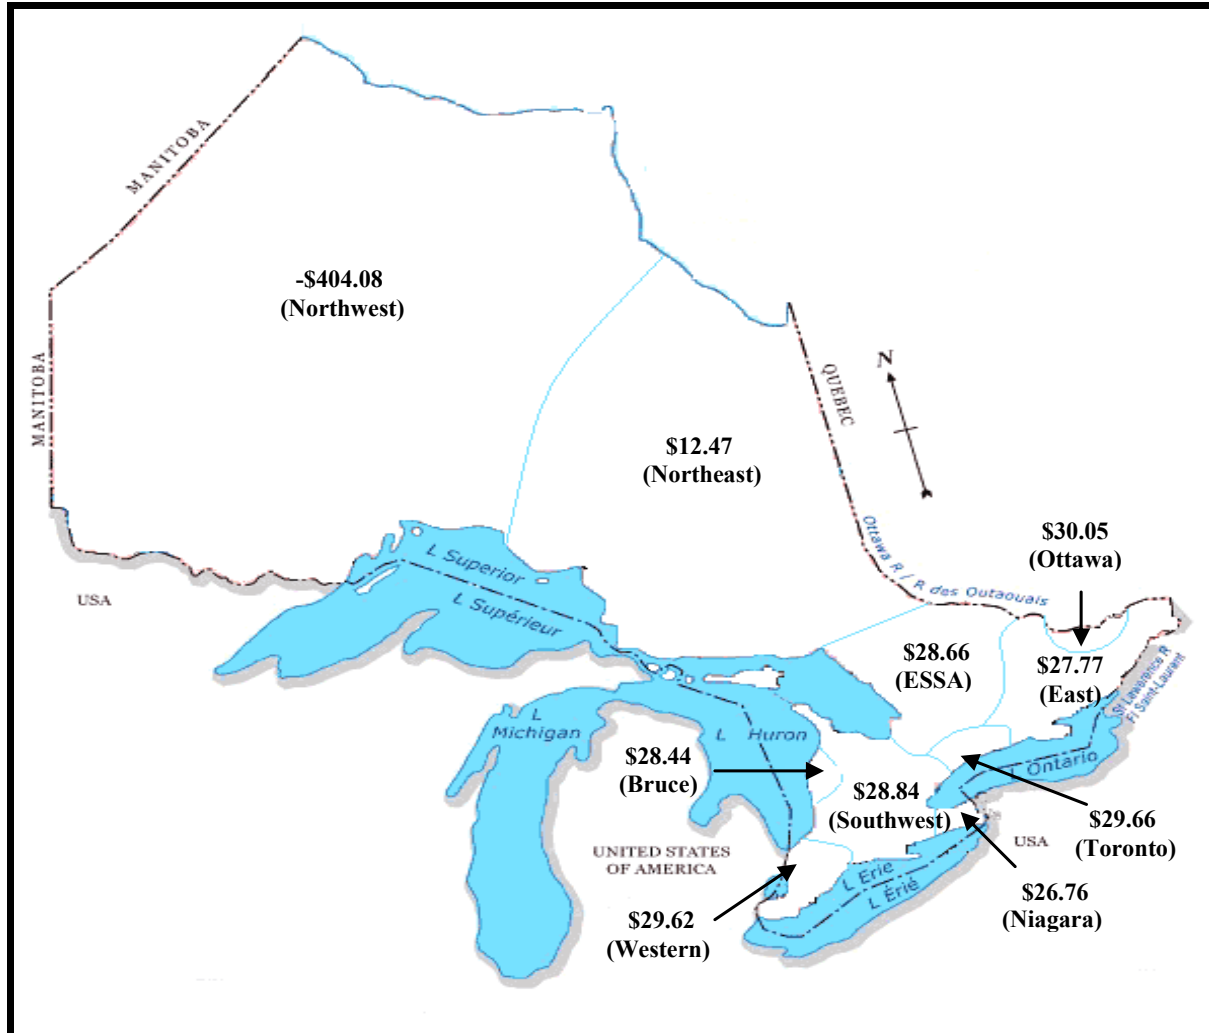 MANITOBA
-$404.08
(Northwest)
MANITOBA
N
QUEBEC
$12.47
(Northeast)
Ottawa R / R des Outaouais
$30.05
(Ottawa)
L Superior
L Supérieur
USA
$28.66
(ESSA)
$27.77
(East)
St Lawrence R
Fl Saint-Laurent
L
Michigan
L Huron
$28.44
(Bruce)
L Ontario
$28.84
(Southwest)
$29.66
(Toronto)
USA
UNITED STATES
OF AMERICA
L Erie
L Érié
$26.76
(Niagara)
$29.62
(Western)